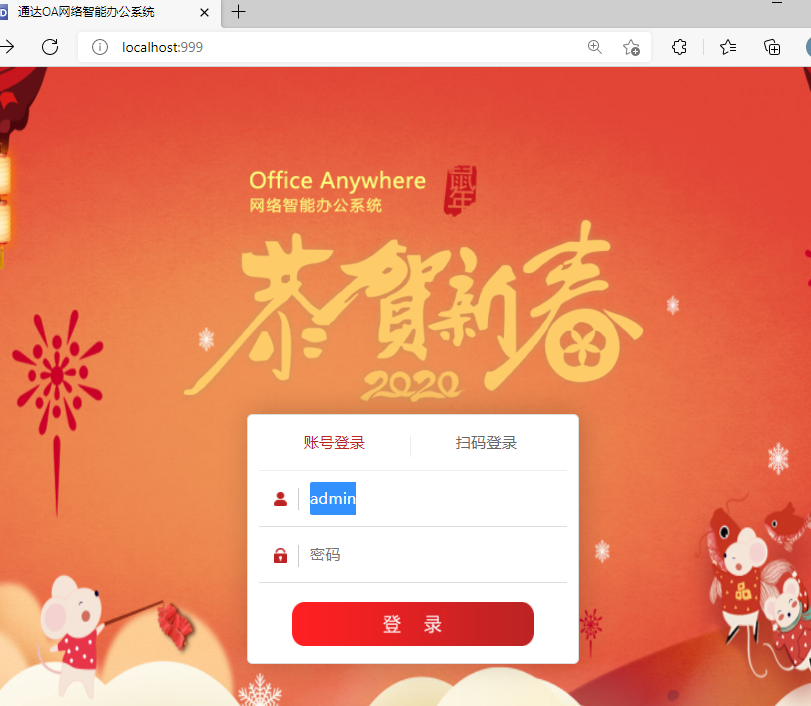 通达OA网络智能办公系统
localhost:999
Office Anywhere
网络智能办公系统
鼠年
恭賀新春
2020
账号登录
扫码登录
admin
密码
登 录